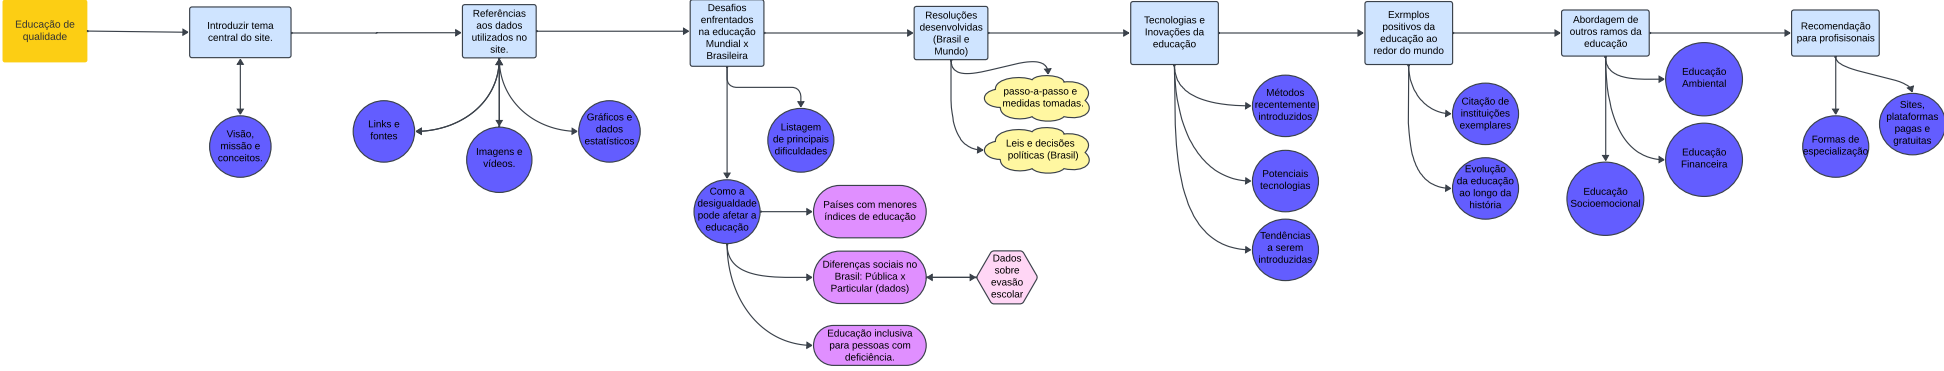 Educação de
qualidade
Introduzir tema
central do site.
Visão,
missão e
conceitos.
Referências
aos dados
utilizados no
site.
Links e
fontes
Imagens e
vídeos.
Gráficos e
dados
estatísticos
Desafios
enfrentados
na educação
Mundial x
Brasileira
Listagem
de principais
dificuldades
Como a
desigualdade
pode afetar a
educação
Países com menores
índices de educação
Diferenças sociais no
Brasil: Pública x
Particular (dados)
Dados
sobre
evasão
escolar
Educação inclusiva
para pessoas com
deficiência.
Resoluções
desenvolvidas
(Brasil e
Mundo)
passo-a-passo e
medidas tomadas.
Leis e decisões
políticas (Brasil)
Tecnologias e
Inovações da
educação
Métodos
recentemente
introduzidos
Potenciais
tecnologias
Tendências
a serem
introduzidas
Exrmplos
positivos da
educação ao
redor do mundo
Citação de
instituições
exemplares
Evolução
da educação
ao longo da
história
Abordagem de
outros ramos da
educação
Educação
Ambiental
Educação
Financeira
Educação
Socioemocional
Recomendação
para profisisonais
Formas de
especialização
Sites,
plataformas
pagas e
gratuitas